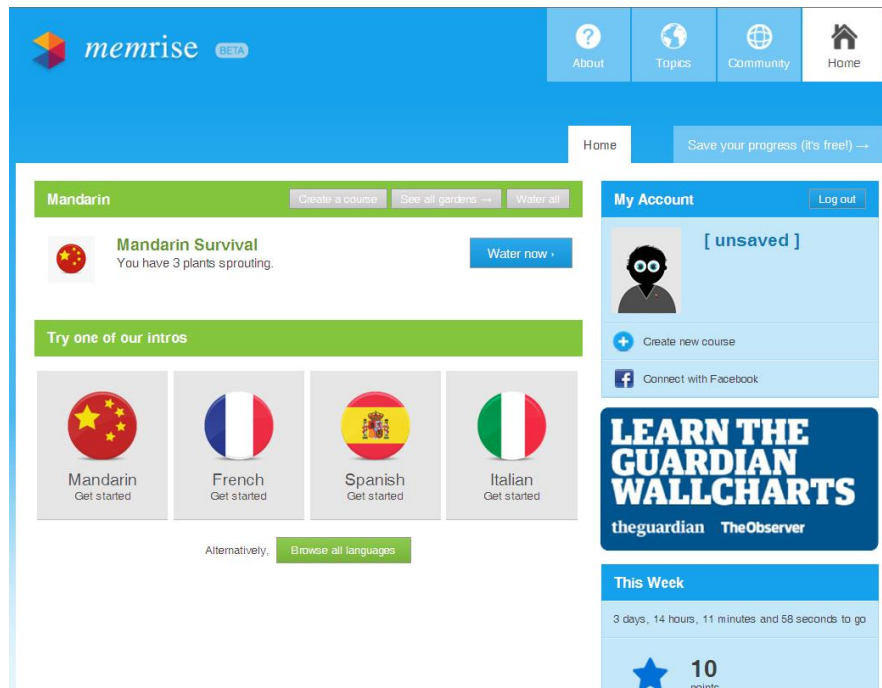 memrise BETA
About
Topics
Community
Home
Home
Save your progress (it's free!) →
Mandarin
Create a course
See all gardens →
Water all
Mandarin Survival
You have 3 plants sprouting.
Water now ›
Try one of our intros
Mandarin
Get started
French
Get started
Spanish
Get started
Italian
Get started
Alternatively, Browse all languages
My Account
Log out
[ unsaved ]
Create new course
Connect with Facebook
LEARN THE
GUARDIAN
WALLCHARTS
theguardian TheObserver
This Week
3 days, 14 hours, 11 minutes and 58 seconds to go
10
points